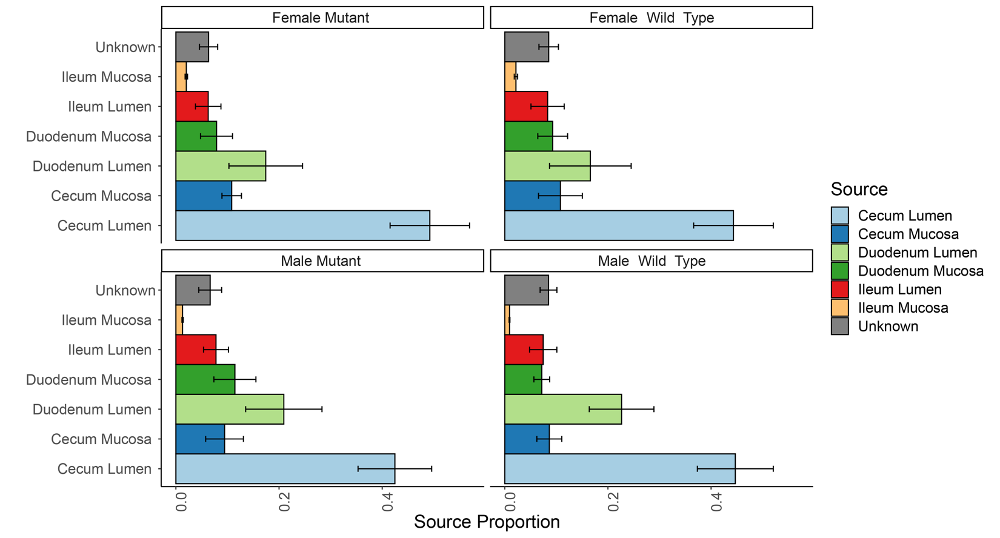 Female Mutant
Female  Wild  Type
Unknown
Ileum Mucosa
Ileum Lumen
Duodenum Mucosa
Duodenum Lumen
Cecum Mucosa
Cecum Lumen
Male Mutant
Male  Wild  Type
Unknown
Ileum Mucosa
Ileum Lumen
Duodenum Mucosa
Duodenum Lumen
Cecum Mucosa
Cecum Lumen
0.0
0.2
0.4
0.0
0.2
0.4
Source Proportion
Source
Cecum Lumen
Cecum Mucosa
Duodenum Lumen
Duodenum Mucosa
Ileum Lumen
Ileum Mucosa
Unknown